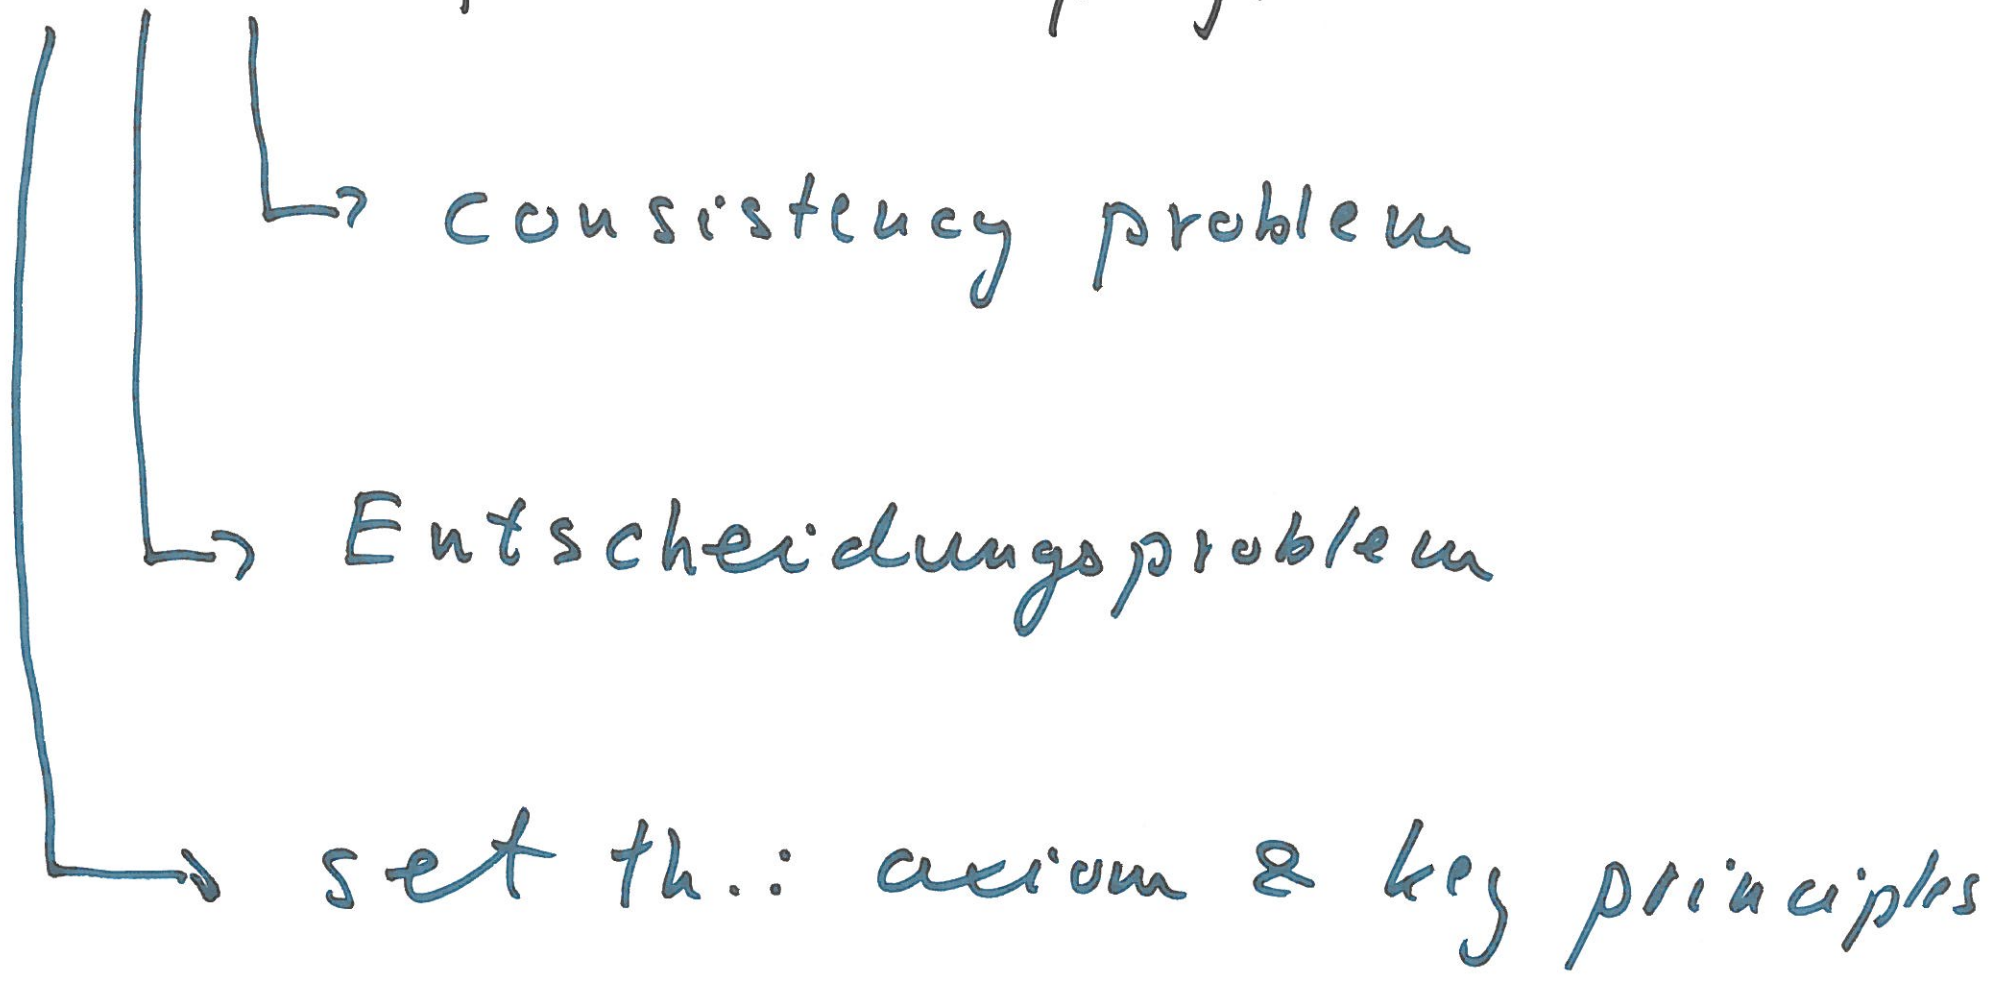 consistency problem
Entscheidungsproblem
set th.: axiom & key principles